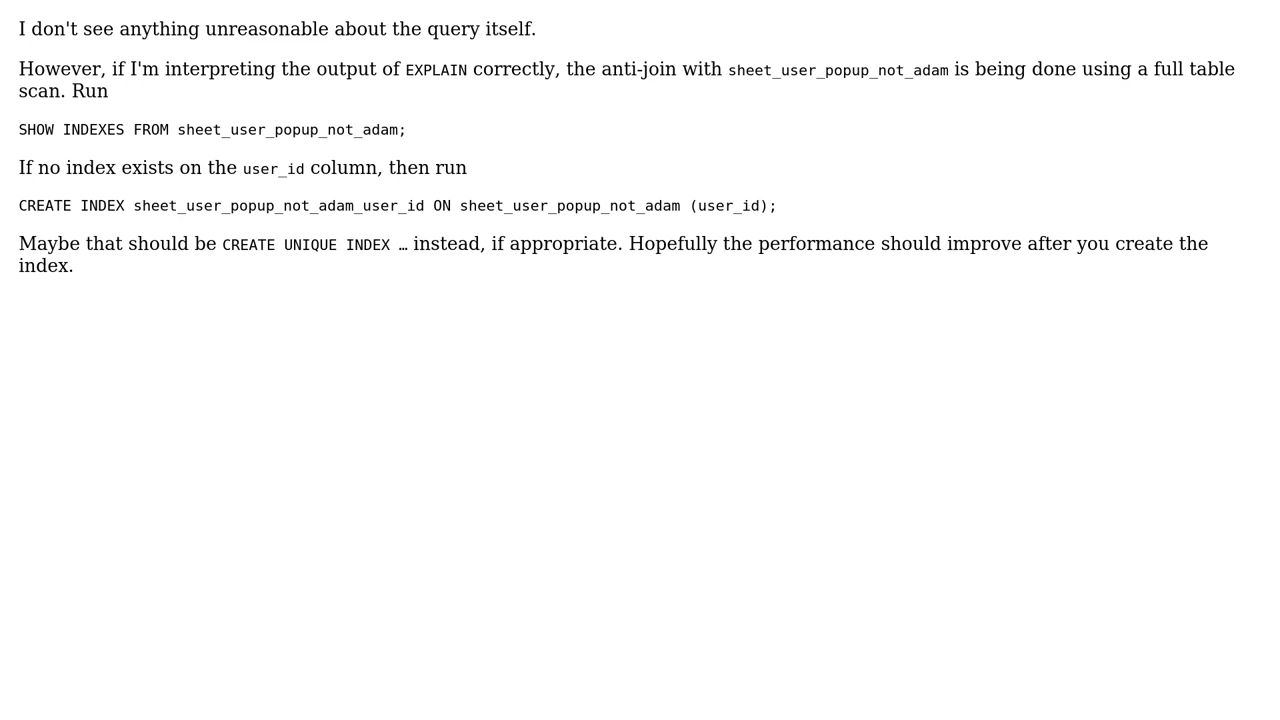 I don't see anything unreasonable about the query itself.
However, if I'm interpreting the output of EXPLAIN correctly, the anti-join with sheet_user_popup_not_adam is being done using a full table
scan. Run
SHOW INDEXES FROM sheet_user_popup_not_adam;
If no index exists on the user_id column, then run
CREATE INDEX sheet_user_popup_not_adam_user_id ON sheet_user_popup_not_adam (user_id);
Maybe that should be CREATE UNIQUE INDEX … instead, if appropriate. Hopefully the performance should improve after you create the
index.